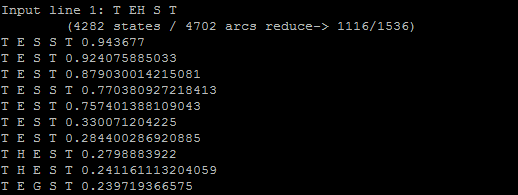 Input line 1: T EH S T
(4282 states / 4702 arcs reduce-> 1116/1536)
T E S S T 0.943677
T E S T 0.924075885033
T E S T 0.879030014215081
T E S S T 0.770380927218413
T E S S T 0.757401388109043
T E S T 0.330071204225
T E S T 0.284400286920885
T H E S T 0.2798883922
T H E S T 0.241161113204059
T E G S T 0.239719366575